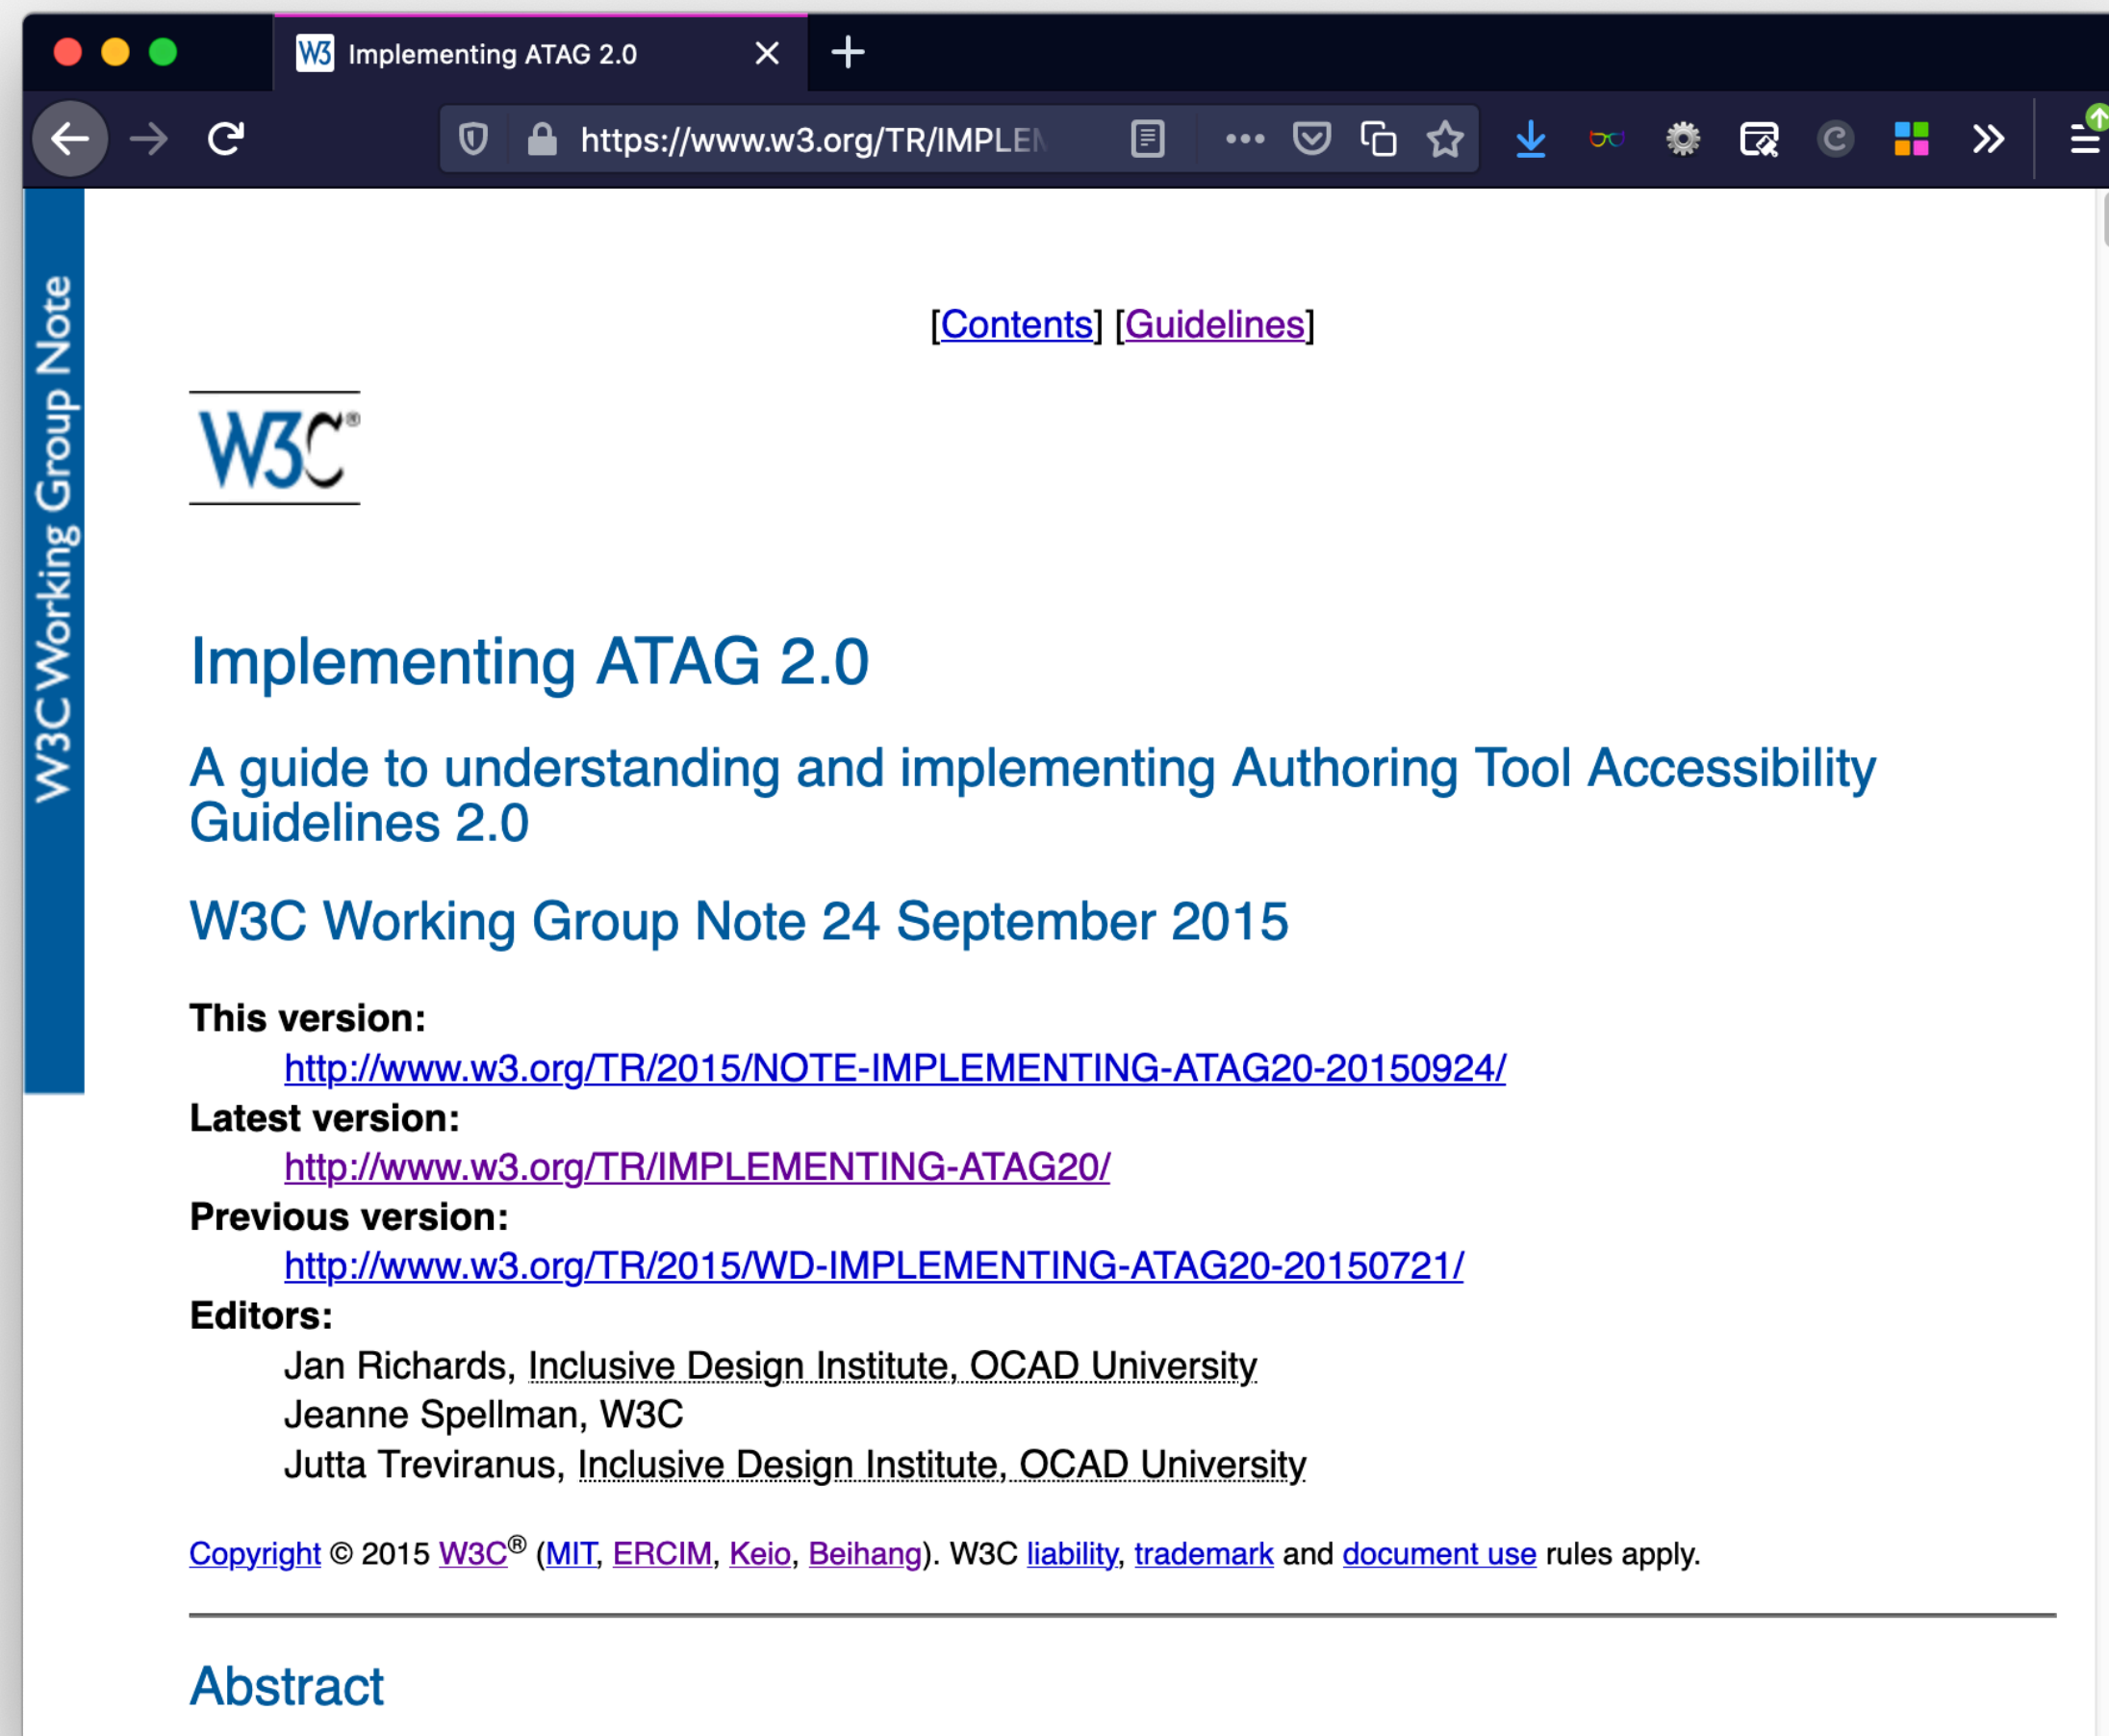 Implementing ATAG 2.0
https://www.w3.org/TR/IMPLEM
W3C Working Group Note
[Contents] [Guidelines]
W3C®
Implementing ATAG 2.0
A guide to understanding and implementing Authoring Tool Accessibility
Guidelines 2.0
W3C Working Group Note 24 September 2015
This version:
http://www.w3.org/TR/2015/NOTE-IMPLEMENTING-ATAG20-20150924/
Latest version:
http://www.w3.org/TR/IMPLEMENTING-ATAG20/
Previous version:
http://www.w3.org/TR/2015/WD-IMPLEMENTING-ATAG20-20150721/
Editors:
Jan Richards, Inclusive Design Institute, OCAD University
Jeanne Spellman, W3C
Jutta Treviranus, Inclusive Design Institute, OCAD University
Copyright © 2015 W3C® (MIT, ERCIM, Keio, Beihang). W3C liability, trademark and document use rules apply.
Abstract